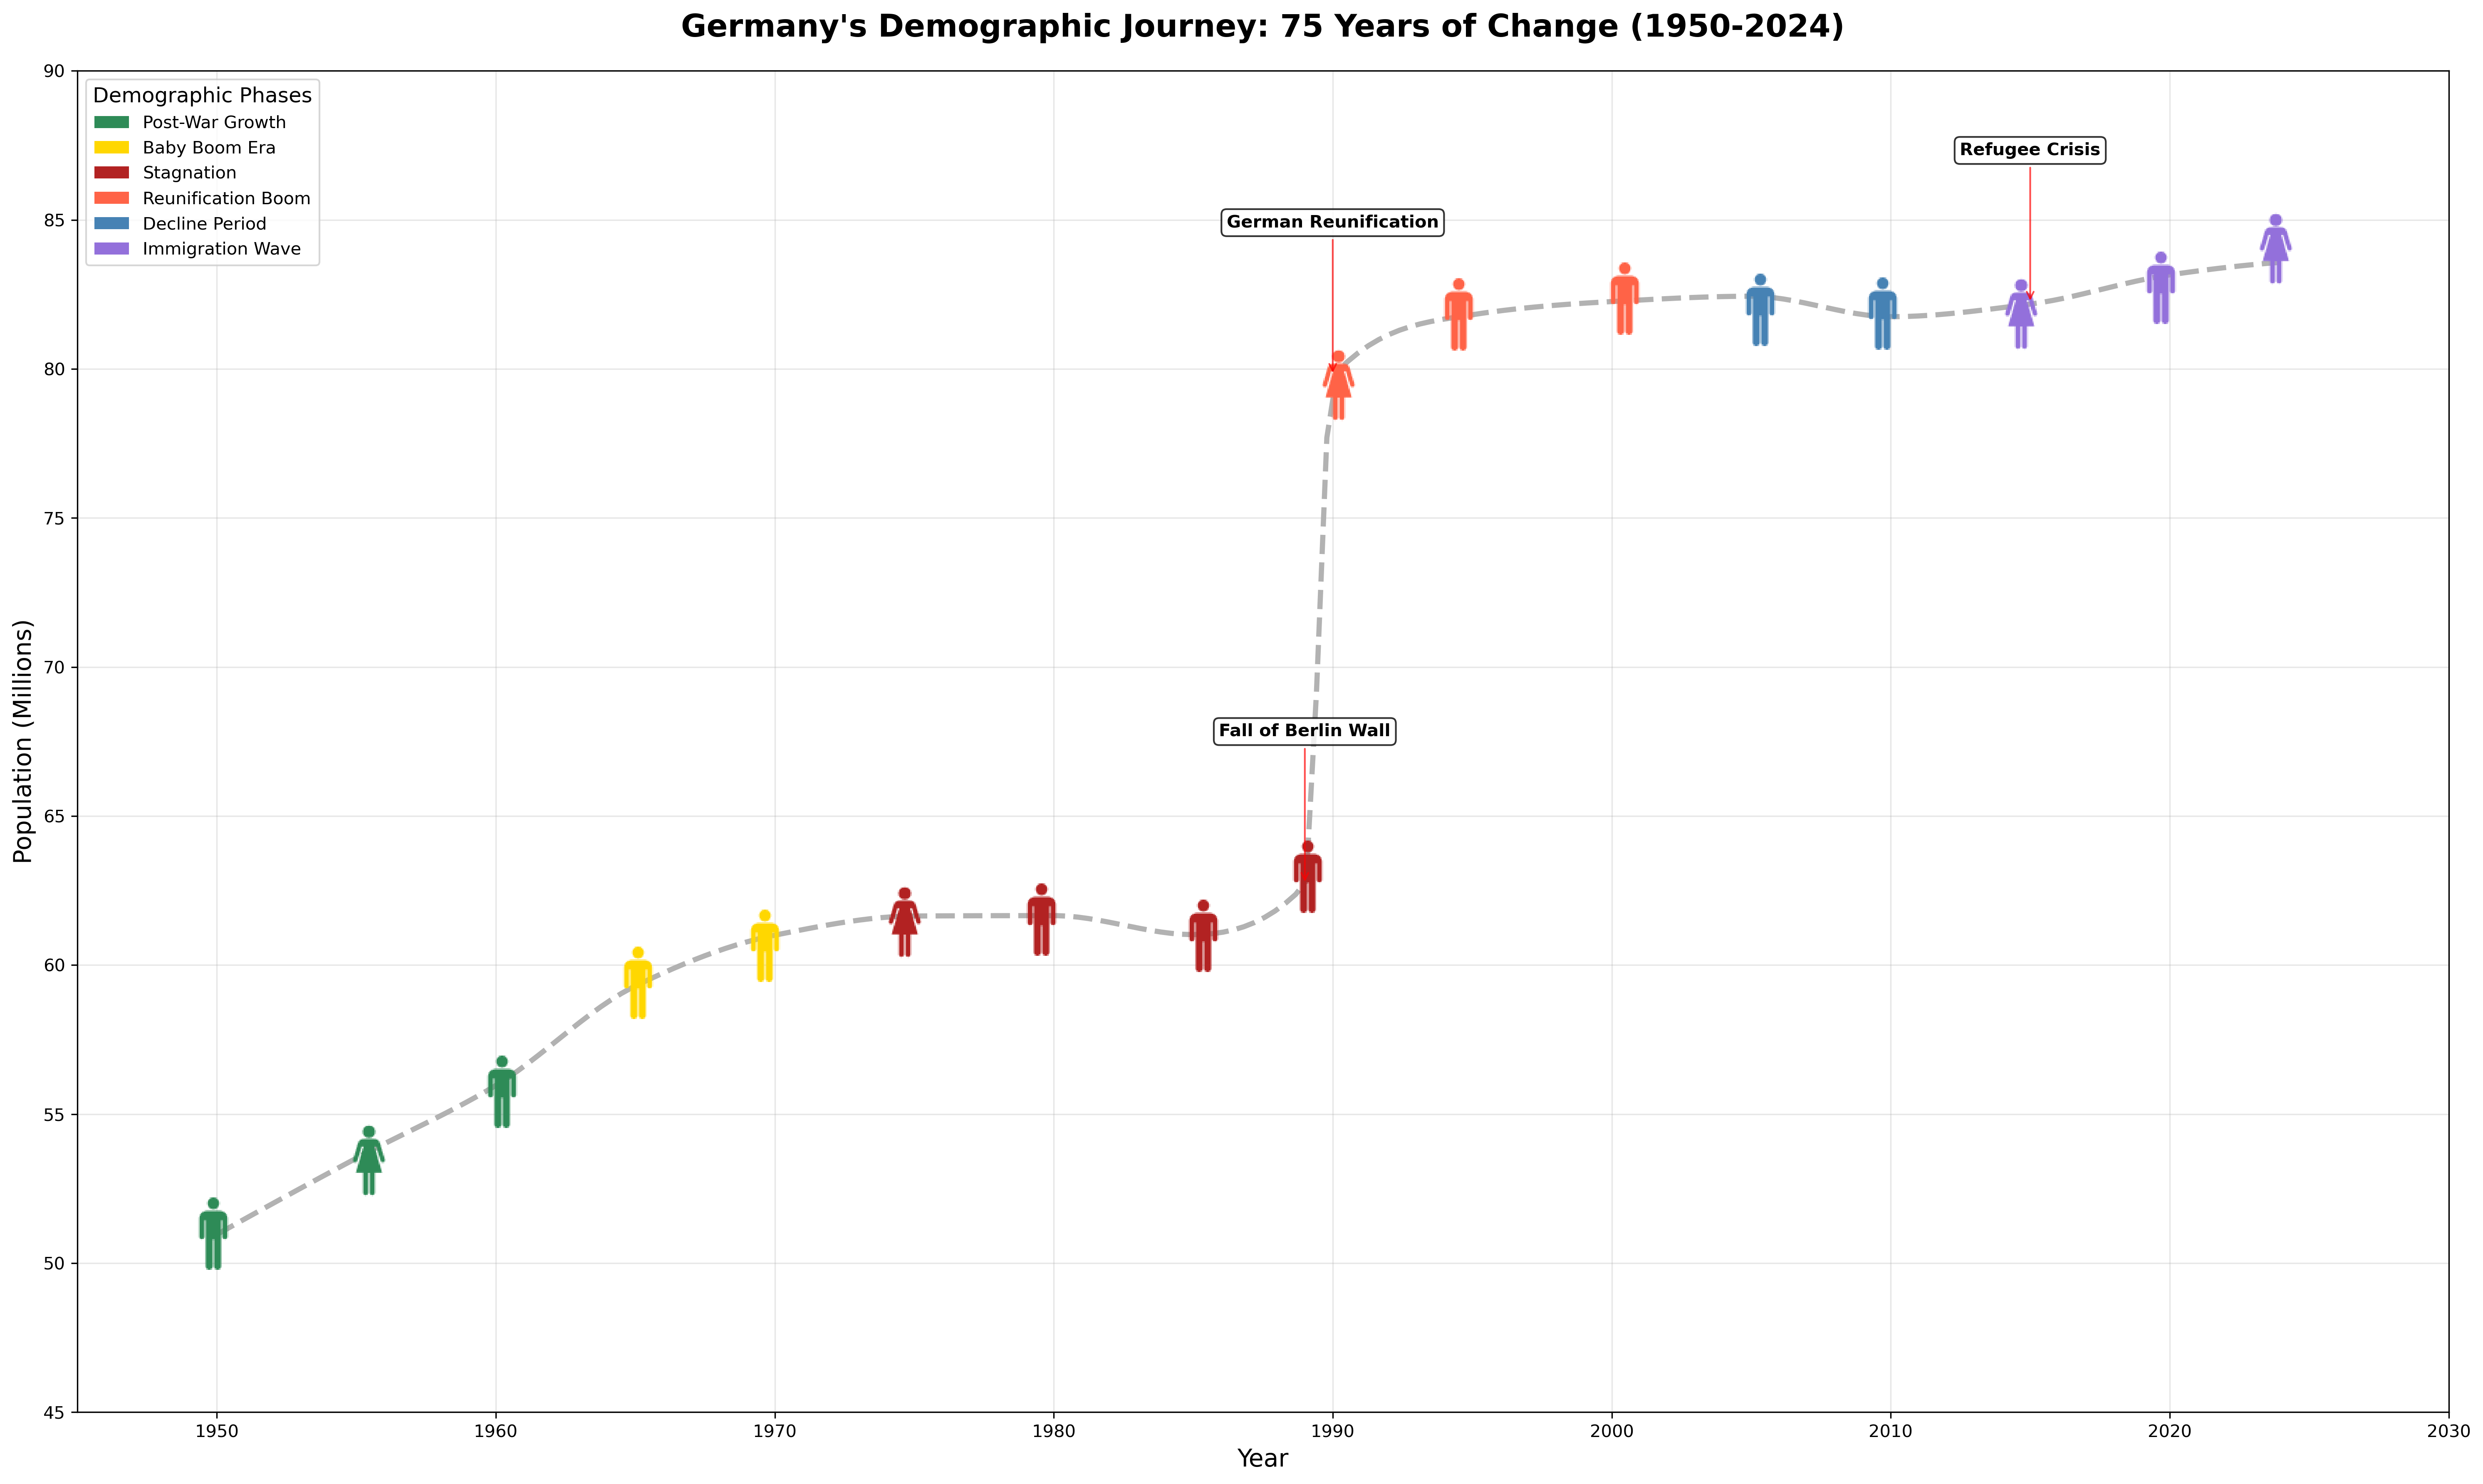 Germany's Demographic Journey: 75 Years of Change (1950-2024)
Demographic Phases
Post-War Growth
Baby Boom Era
Stagnation
Reunification Boom
Decline Period
Immigration Wave
Refugee Crisis
German Reunification
Fall of Berlin Wall
Population (Millions)
90
85
80
75
70
65
60
55
50
45
1950
1960
1970
1980
1990
2000
2010
2020
2030
Year